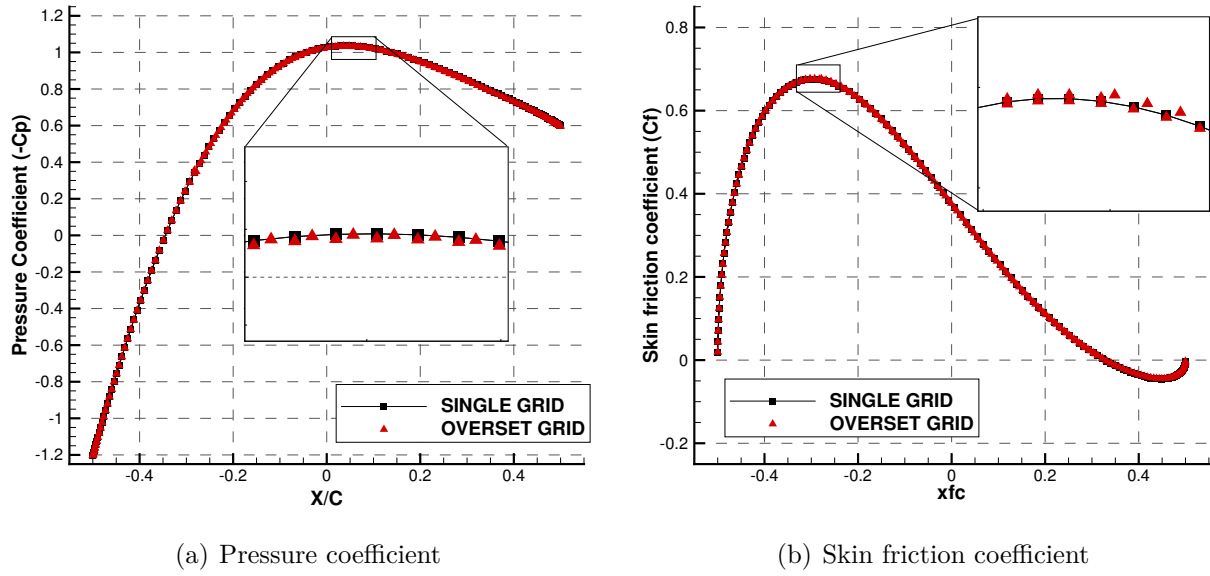 Pressure Coefficient (-Cp)
1.2
1
0.8
0.6
0.4
0.2
0
-0.2
-0.4
-0.6
-0.8
-1
-1.2
-0.4
-0.2
0
0.2
0.4
X/C
SINGLE GRID
OVERSET GRID
(a) Pressure coefficient
Skin friction coefficient (Cf)
0.8
0.6
0.4
0.2
0
-0.2
-0.4
-0.2
0
0.2
0.4
xfc
SINGLE GRID
OVERSET GRID
(b) Skin friction coefficient